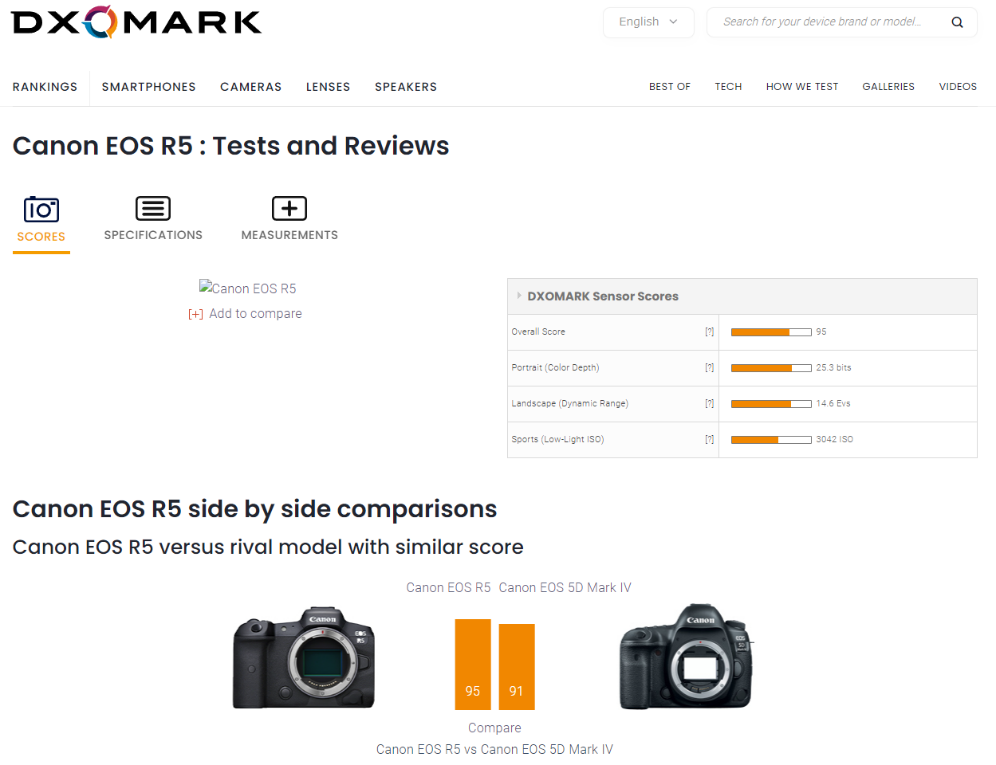 DXOMARK
English
Search for your device brand or model...
RANKINGS SMARTPHONES CAMERAS LENSES SPEAKERS BEST OF TECH HOW WE TEST GALLERIES VIDEOS
Canon EOS R5 : Tests and Reviews
SCORES SPECIFICATIONS MEASUREMENTS
Canon EOS R5
[+] Add to compare
DXOMARK Sensor Scores
Overall Score [?] 95
Portrait (Color Depth) [?] 25.3 bits
Landscape (Dynamic Range) [?] 14.6 Evs
Sports (Low-Light ISO) [?] 3042 ISO
Canon EOS R5 side by side comparisons
Canon EOS R5 versus rival model with similar score
Canon EOS R5 Canon EOS 5D Mark IV
Canon
EOS
R5
Canon
EOS
5D
95 91
Compare
Canon EOS R5 vs Canon EOS 5D Mark IV